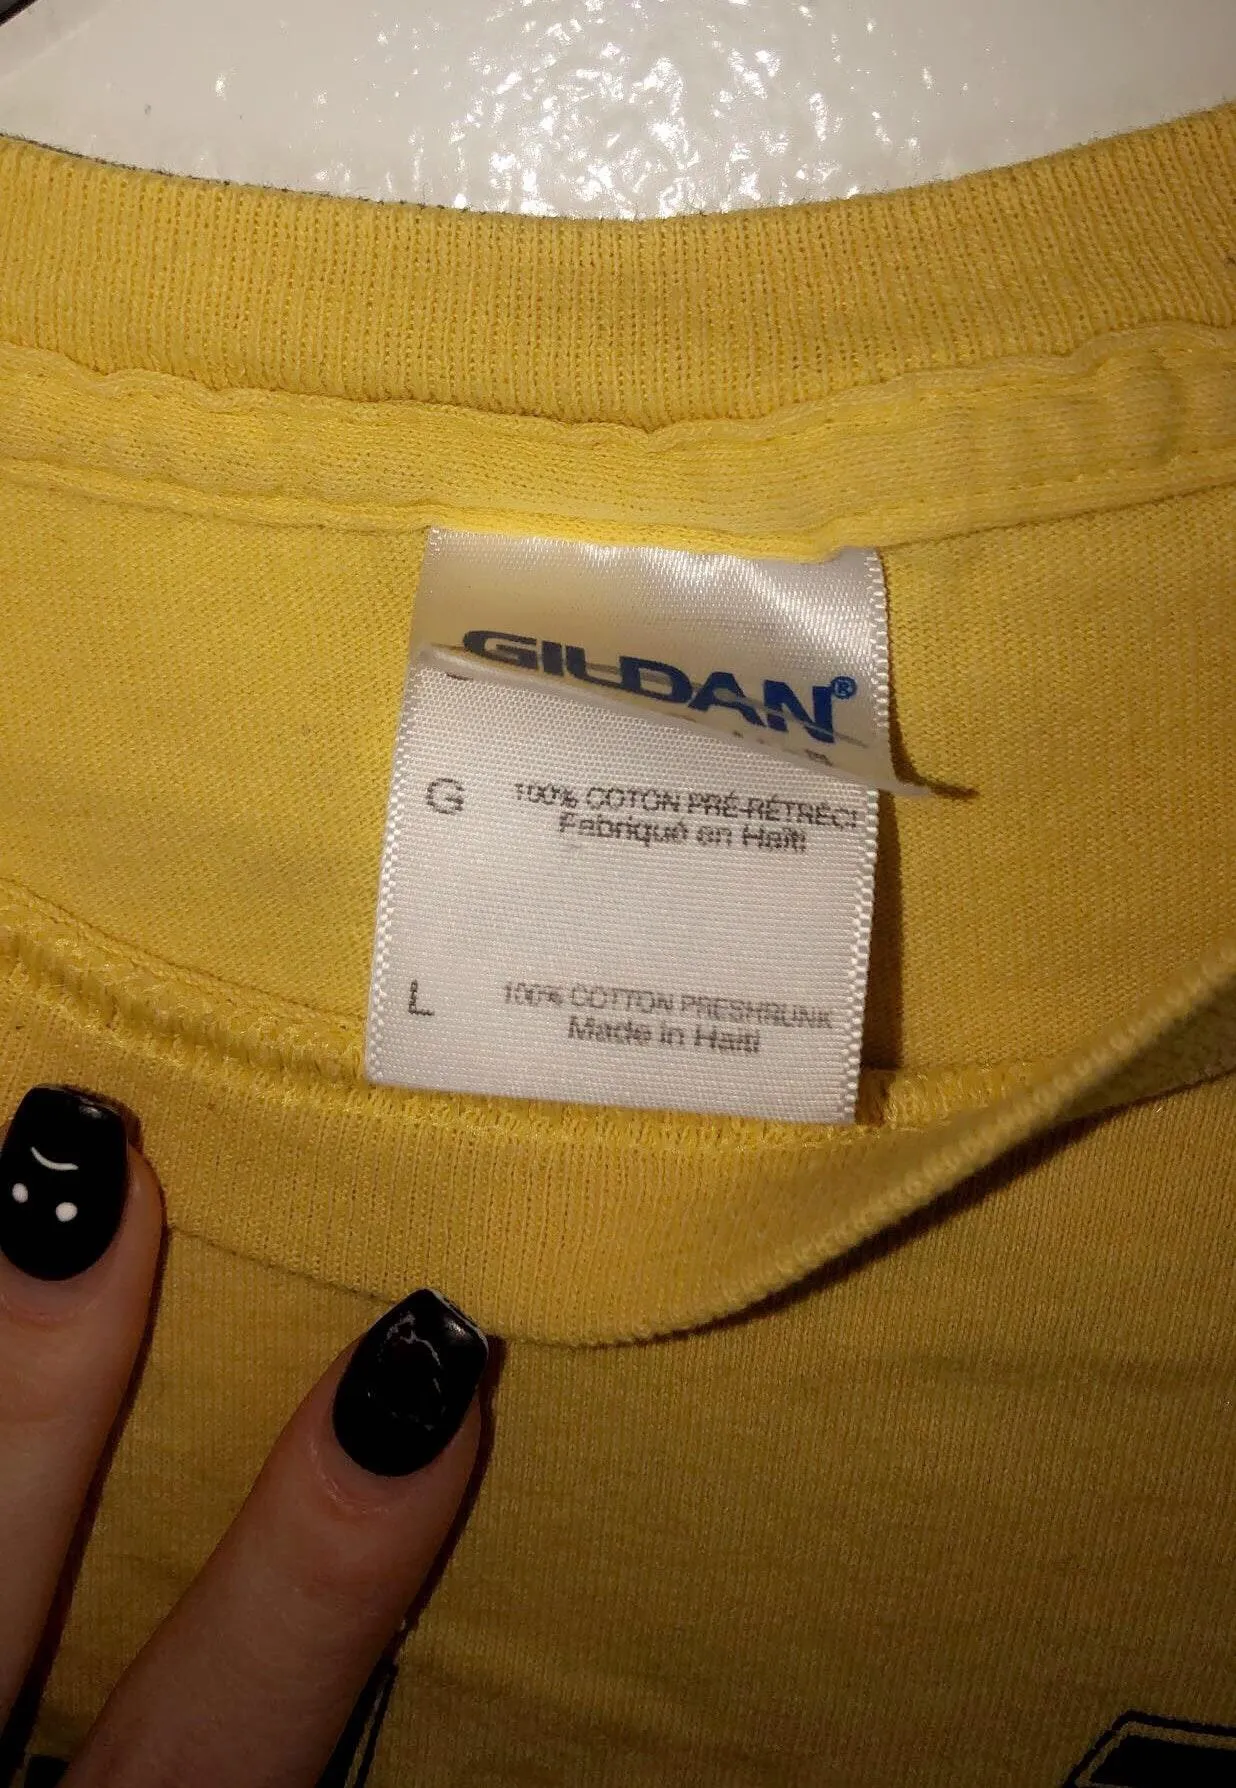 GILDAN®
G 100% COTON PRÉ-RÉTRÉCI
Fabriqué en Haïti
L 100% COTTON PRESHRUNK
Made in Haiti